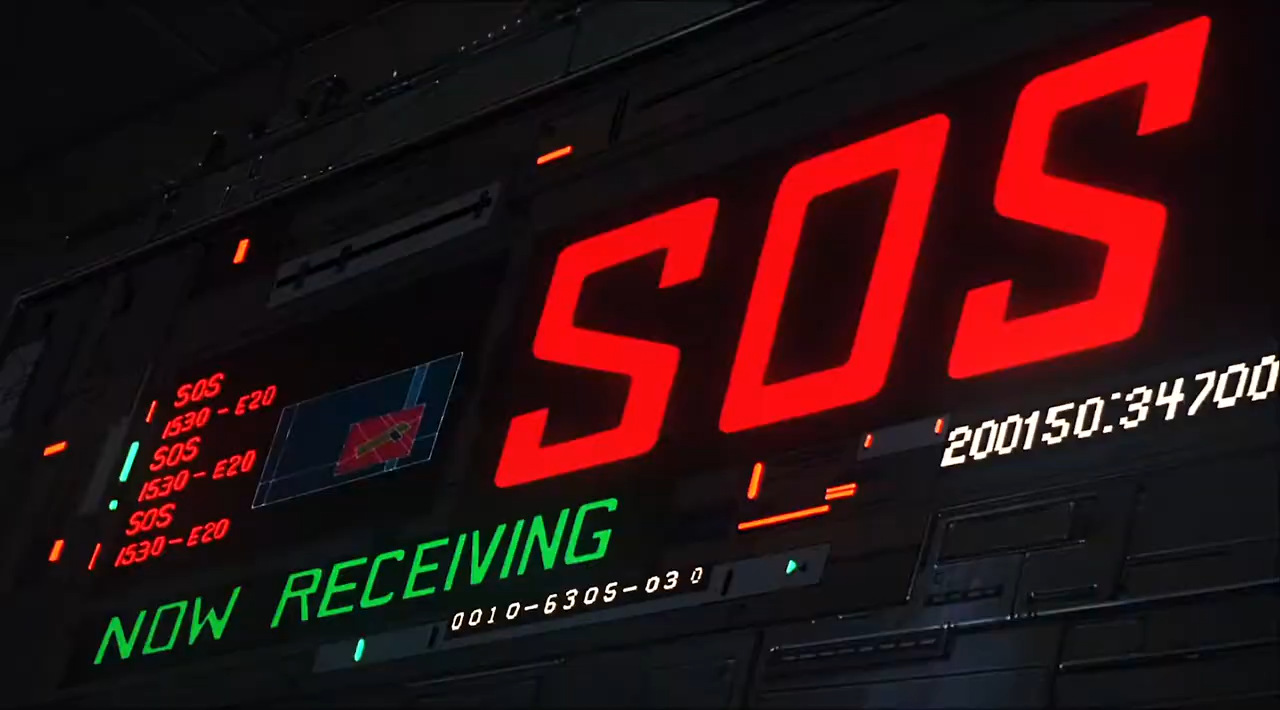 SOS
SOS
1530-E20
SOS
1530-E20
SOS
1530-E20
200150:34700
NOW RECEIVING
0010-6305-030